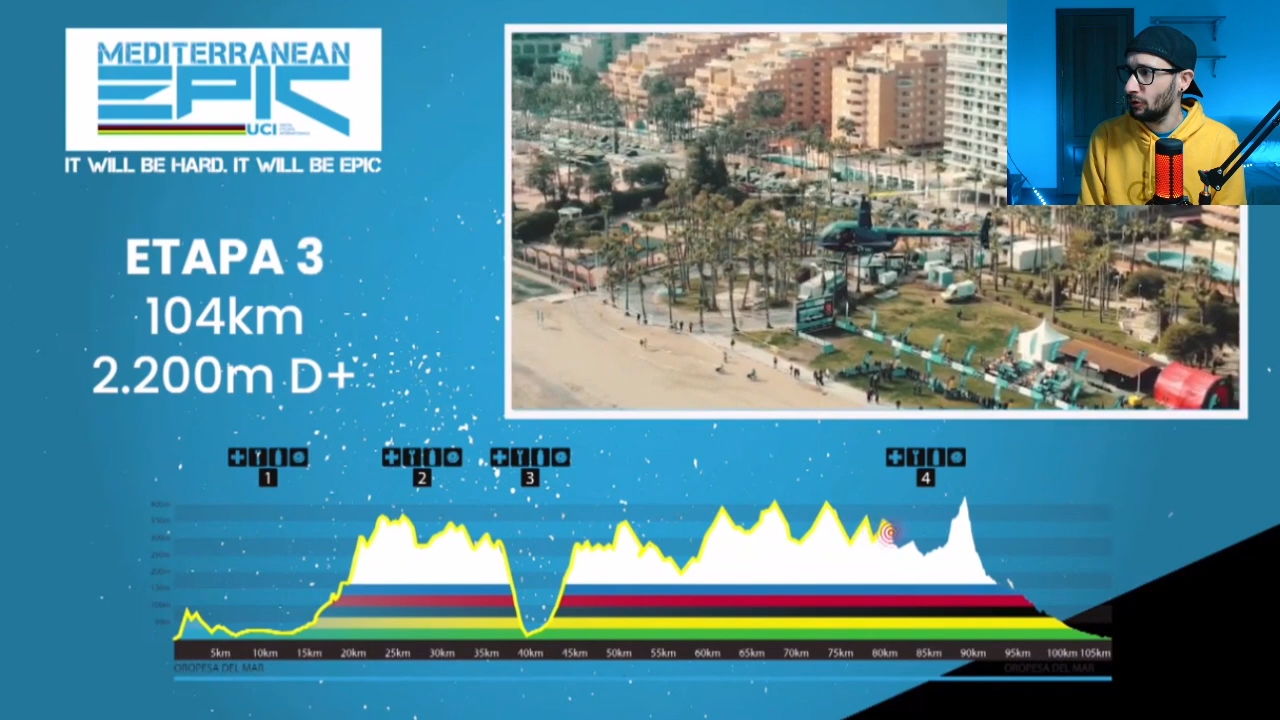 MEDITERRANEAN
EPIC
UCI
IT WILL BE HARD. IT WILL BE EPIC
ETAPA 3
104km
2.200m D+
1 2 3 4
5km 10km 15km 20km 25km 30km 35km 40km 45km 50km 55km 60km 65km 70km 75km 80km 85km 90km 95km 100km 105km
OROPESA DEL MAR OROPESA DEL MAR